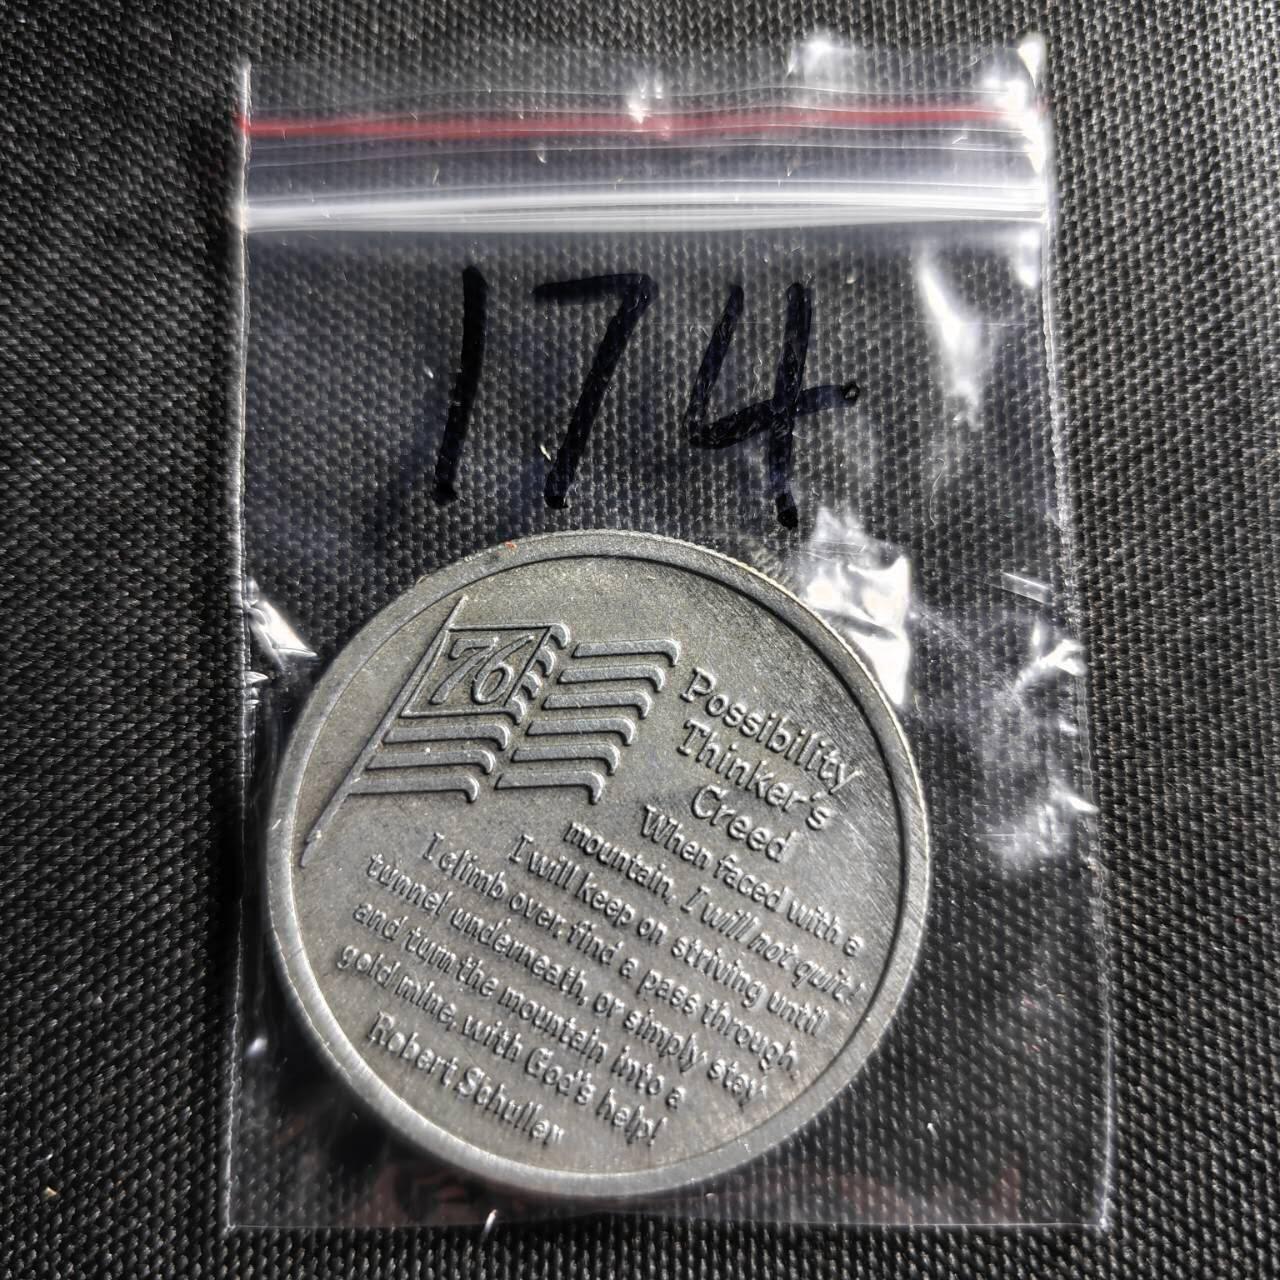 174
76
Possibility
Thinker's
Creed
When faced with a
mountain, I will not quit!
I will keep on striving until
I climb over, find a pass through,
tunnel underneath, or simply stay
and turn the mountain into a
gold mine, with God's help!
Robert Schuller